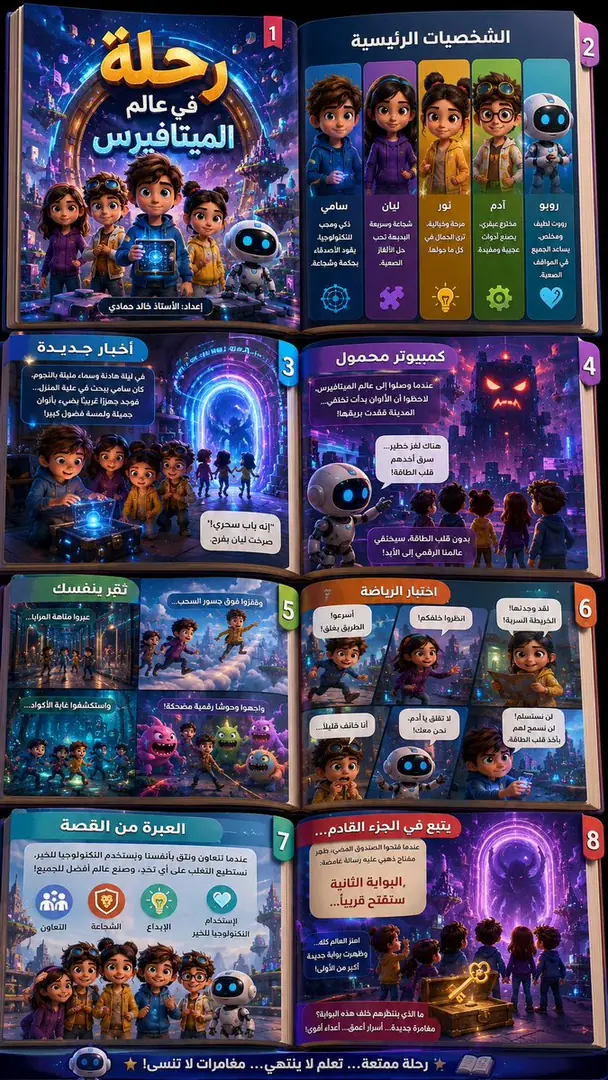 1
رحلة
في عالم
الميتافيرس
إعداد: الأستاذ خالد حمادي
2
الشخصيات الرئيسية
سامي
ذكي ومحب
للتكنولوجيا،
يقود الأصدقاء
بحكمة وشجاعة.
ليان
شجاعة وسريعة
البديهة تحب
حل الألغاز
الصعبة.
نور
مرحة وخيالية،
ترى الجمال في
كل ما حولها.
آدم
مخترع عبقري،
يصنع أدوات
عجيبة ومفيدة.
روبو
روبوت لطيف
ومخلص،
يساعد الجميع
في المواقف
الصعبة.
3
أخبار جـديـدة
في ليلة هادئة وسماء مليئة بالنجوم،
كان سامي يبحث في علية المنزل...
فوجد جهازًا غريبًا يضيء بألوان
جميلة ولمسة فضول كبير!
"إنه باب سحري!"
صرخت ليان بفرح.
4
كمبيوتر محمول
عندما وصلوا إلى عالم الميتافيرس،
لاحظوا أن الألوان بدأت تختفي...
المدينة فقدت بريقها!
هناك لغز خطير...
سرق أحدهم
قلب الطاقة!
بدون قلب الطاقة، سيختفي
عالمنا الرقمي إلى الأبد!
5
ثقِر بنفسك
عبروا متاهة المرايا...
وقفزوا فوق جسور السحب...
واستكشفوا غابة الأكواد...
واجهوا وحوشا رقمية مضحكة!
6
اختبار الرياضة
أسرعو!
الطريق يغلق!
انظروا خلفكم!
لقد وجدتها!
الخريطة السرية!
أنا خائف قليلاً...
لا تقلق يا آدم،
نحن معك!
لن نستسلم!
لن نسمح لهم
بأخذ قلب الطاقة.
7
العبرة من القصة
عندما نتعاون ونثق بأنفسنا ونستخدم التكنولوجيا للخير،
نستطيع التغلب على أي تحدٍ، وصنع عالم أفضل للجميع!
التعاون
الشجاعة
الإبداع
الإستخدام
التكنولوجيا للخير
8
يتبع في الجزء القادم...
عندما فتحوا الصندوق المضيء، ظهر
مفتاح ذهبي عليه رسالة غامضة:
البوابة الثانية
ستفتح قريباً...
اهتز العالم كله...
وظهرت بوابة جديدة
أكبر من الأولى!
ما الذي ينتظرهم خلف هذه البوابة؟
مغامرة جديدة... أسرار أعمق... أعداء أقوى!
رحلة ممتعة... تعلم لا ينتهي... مغامرات لا تنسى!